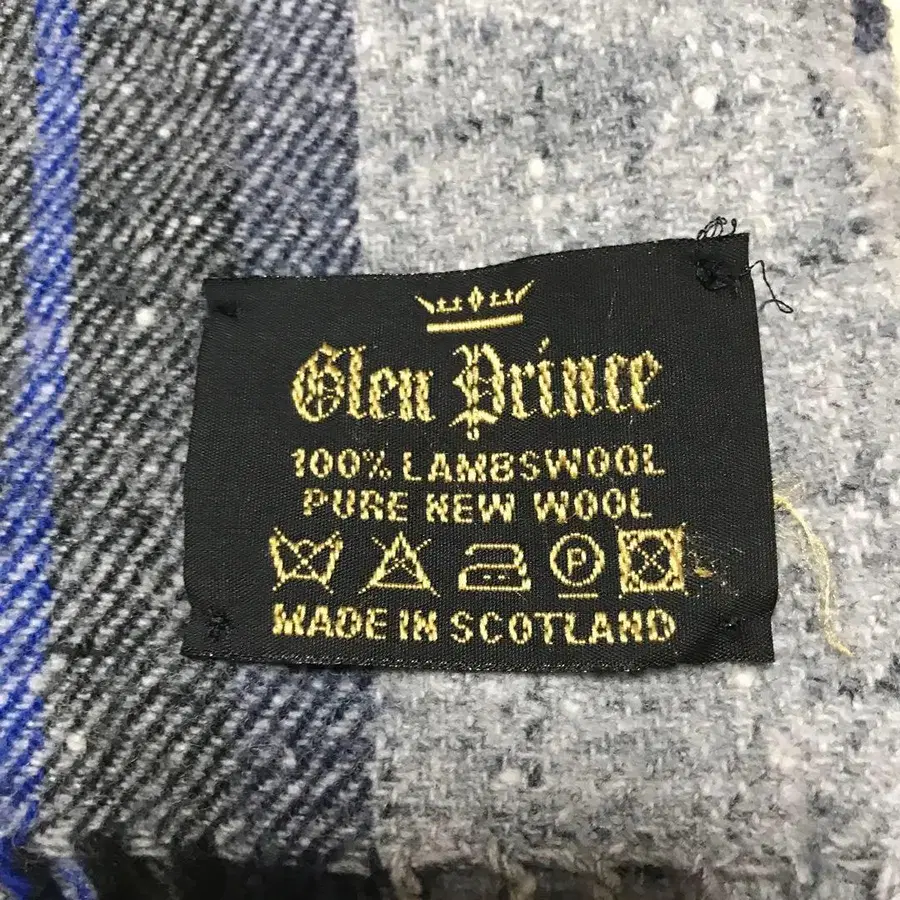 Glen Prince
100% LAMBSWOOL
PURE NEW WOOL
P
MADE IN SCOTLAND